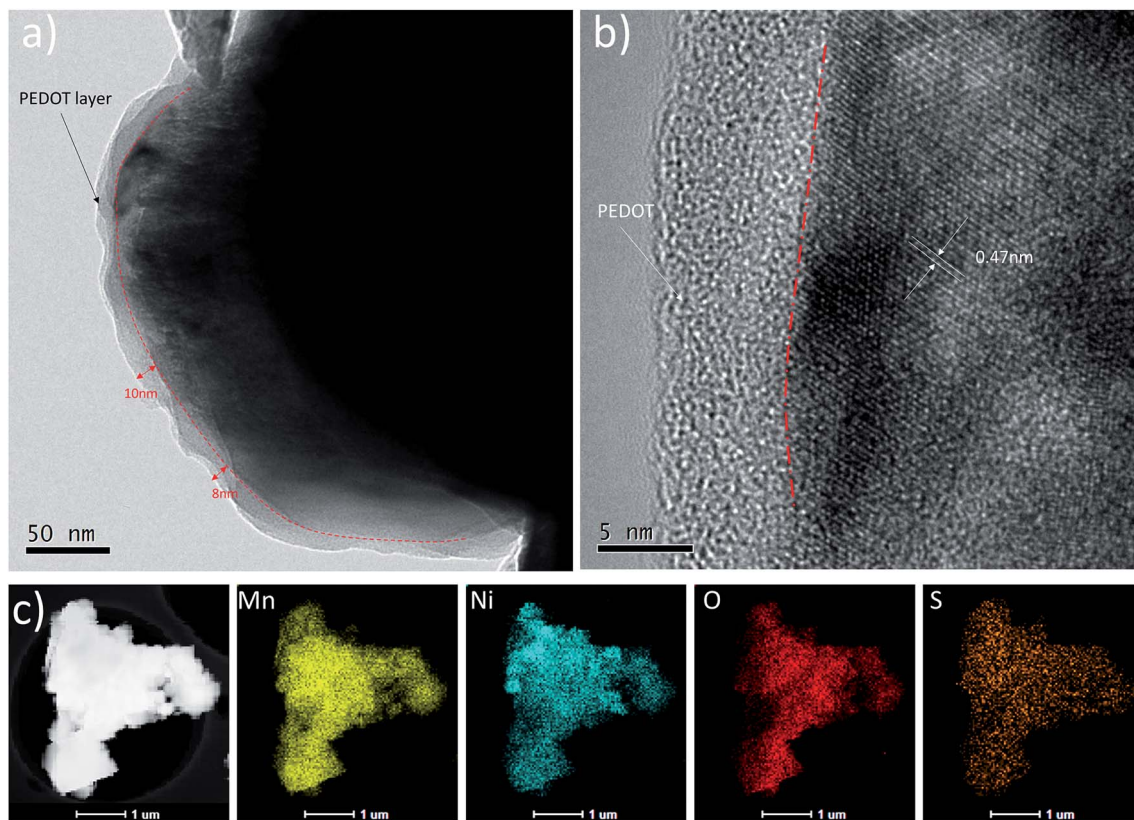 a)
PEDOT layer
10nm
8nm
50 nm
b)
PEDOT
0.47nm
5 nm
c)
Mn
Ni
O
S
1 um
1 um
1 um
1 um
1 um